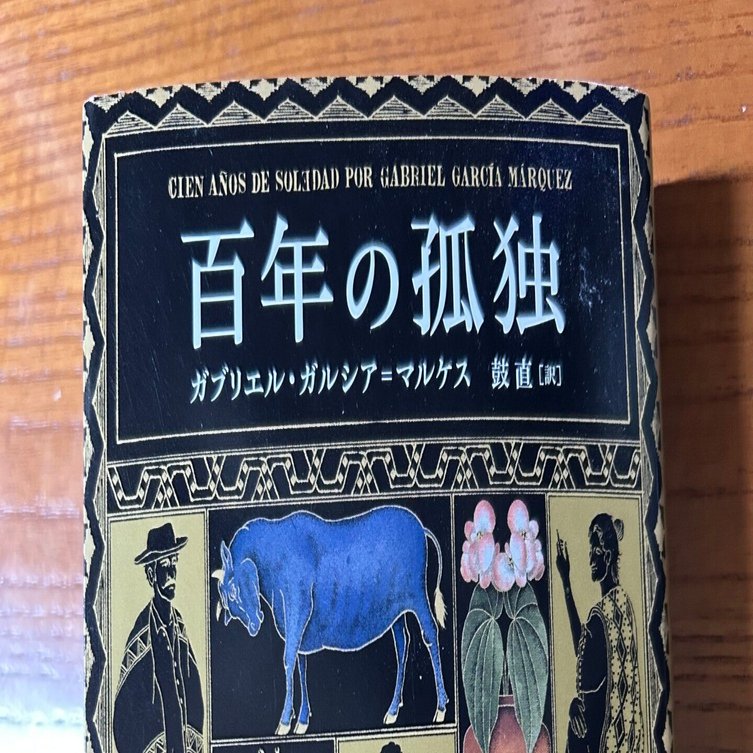 CIEN AÑOS DE SOLƎDAD POR GABRIEL GARCÍA MÁRQUEZ
百年の孤独
ガブリエル・ガルシア=マルケス 鼓 直[訳]